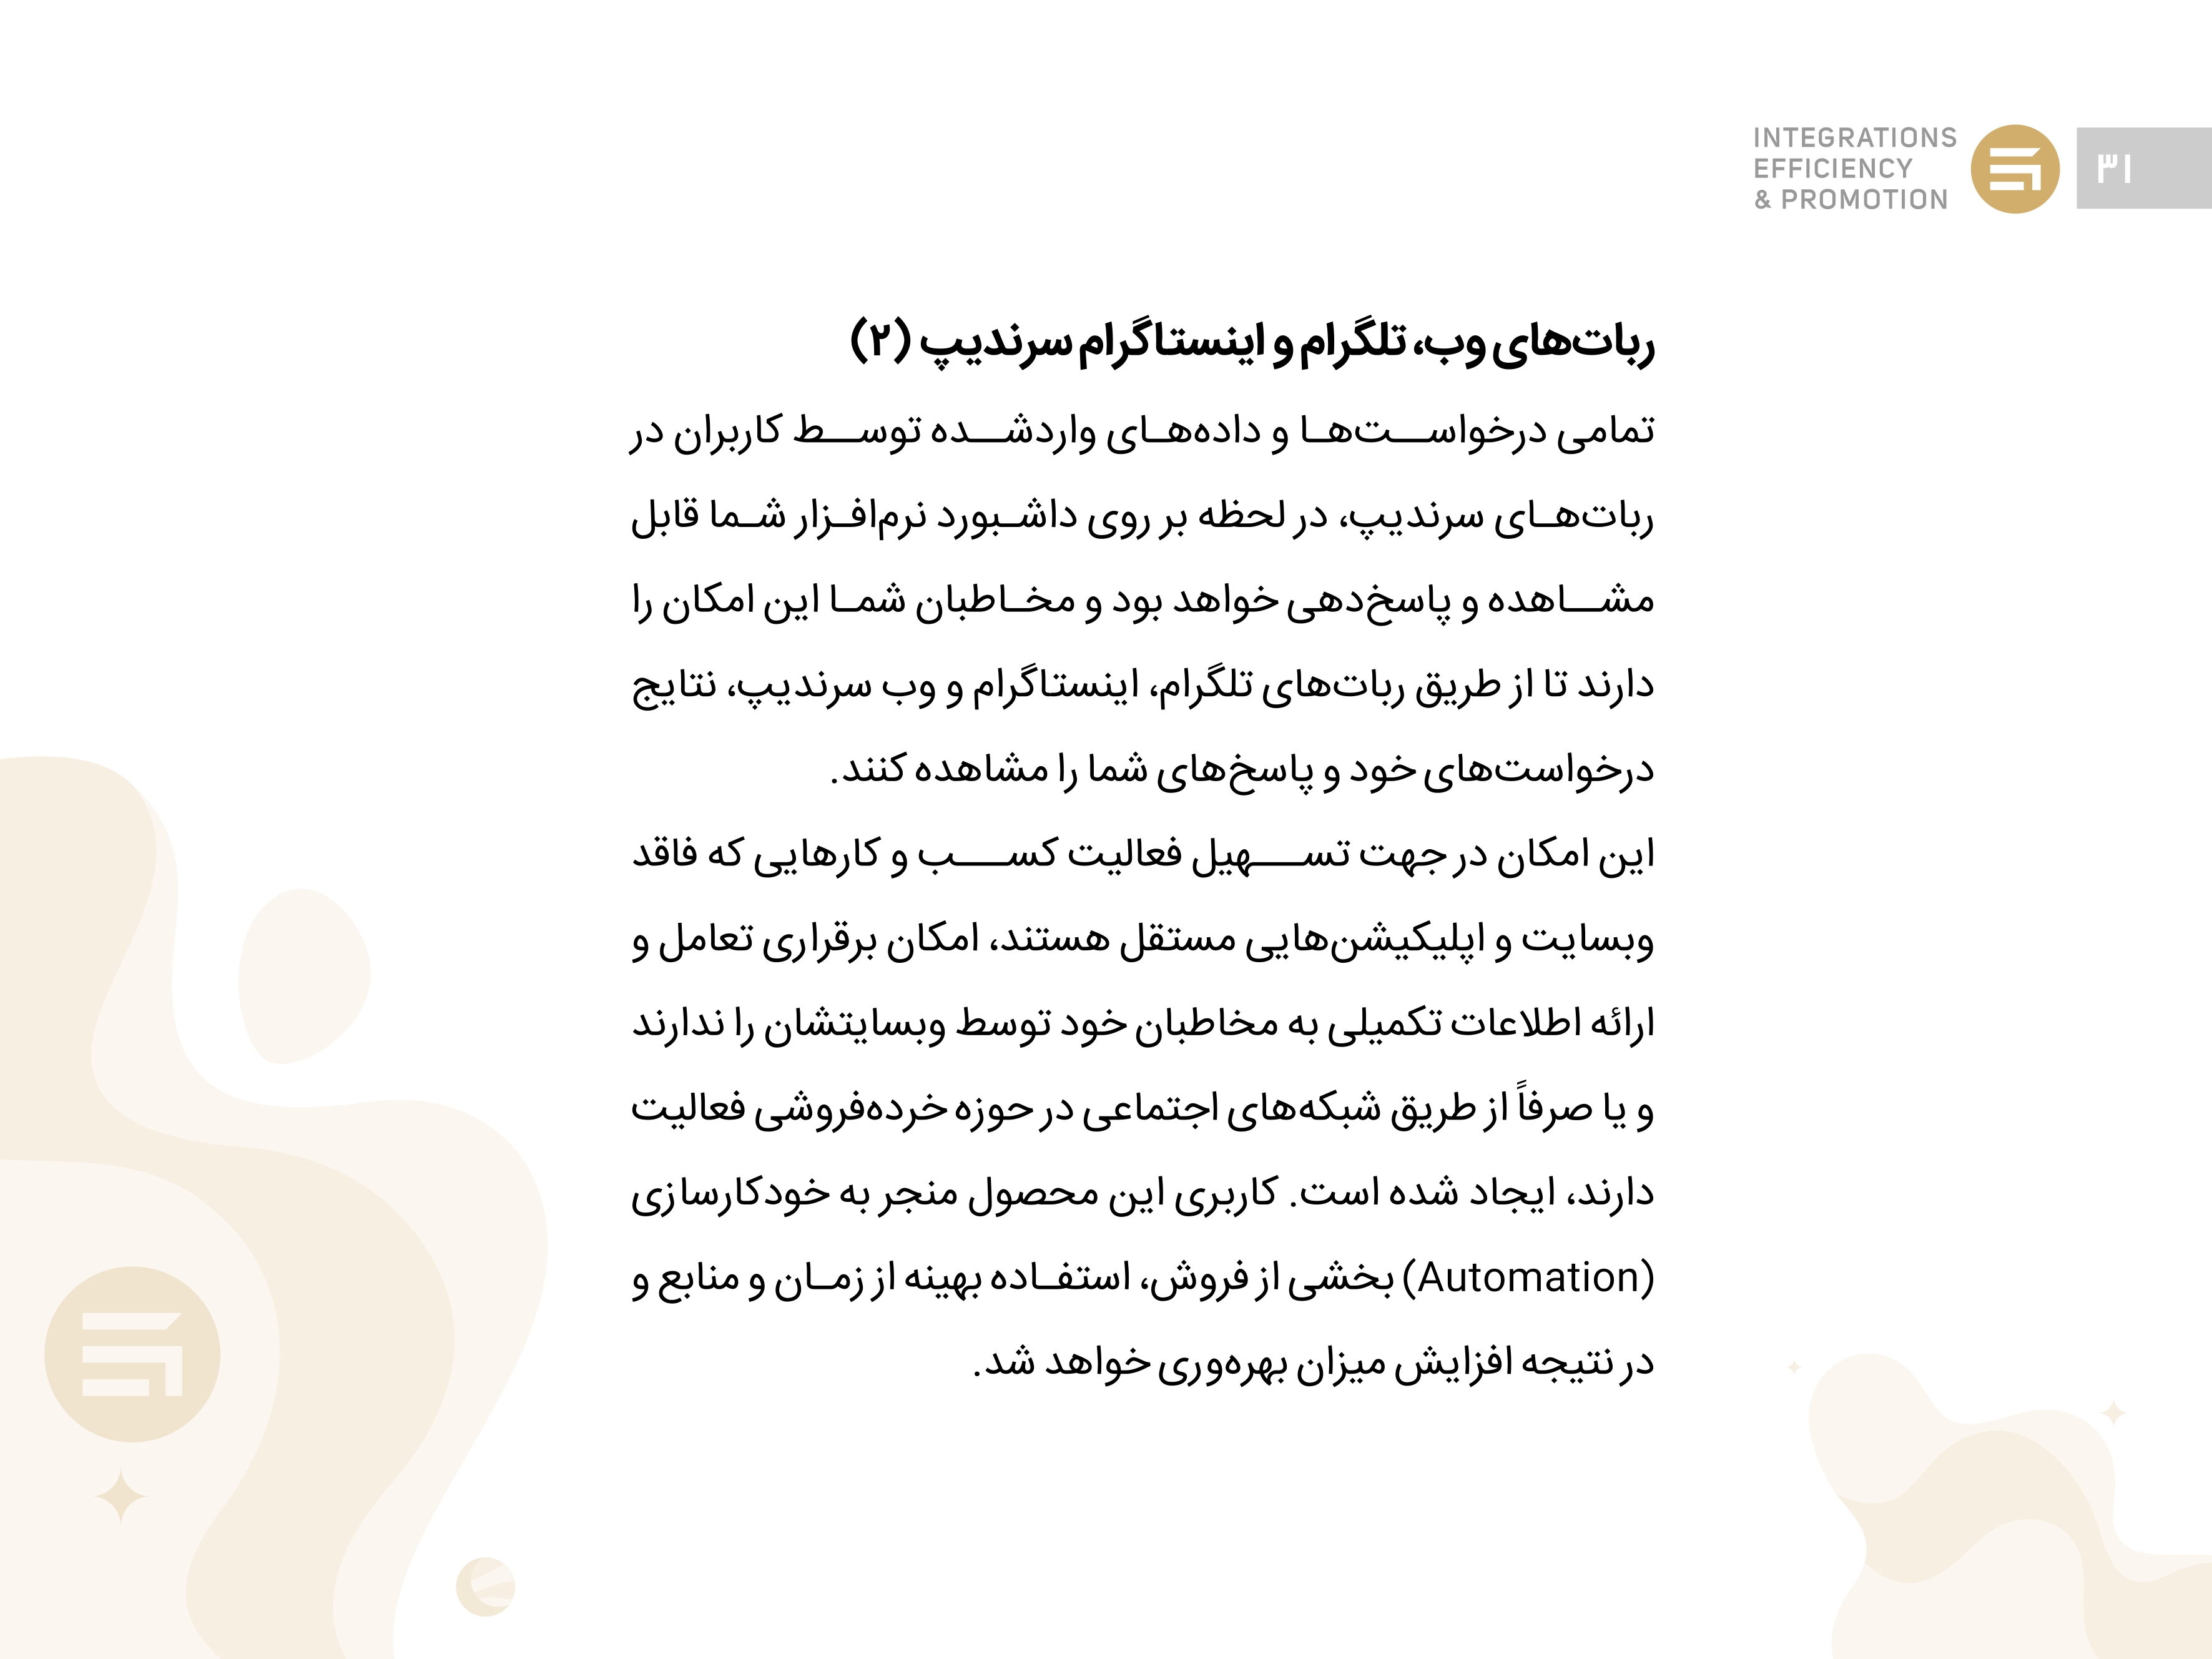 INTEGRATIONS
EFFICIENCY
& PROMOTION
۳۱
ربات‌های وب، تلگرام و اینستاگرام سرندیپ (۲)
تمامی درخواست‌ها و داده‌های واردشده توسط کاربران در
ربات‌های سرندیپ، در لحظه بر روی داشبورد نرم‌افزار شما قابل
مشاهده و پاسخ‌دهی خواهد بود و مخاطبان شما این امکان را
دارند تا از طریق ربات‌های تلگرام، اینستاگرام و وب سرندیپ، نتایج
درخواست‌های خود و پاسخ‌های شما را مشاهده کنند.
این امکان در جهت تسهیل فعالیت کسب و کارهایی که فاقد
وبسایت و اپلیکیشن‌هایی مستقل هستند، امکان برقراری تعامل و
ارائه اطلاعات تکمیلی به مخاطبان خود توسط وبسایتشان را ندارند
و یا صرفاً از طریق شبکه‌های اجتماعی در حوزه خرده‌فروشی فعالیت
دارند، ایجاد شده است. کاربری این محصول منجر به خودکارسازی
(Automation) بخشی از فروش، استفاده بهینه از زمان و منابع و
در نتیجه افزایش میزان بهره‌وری خواهد شد.